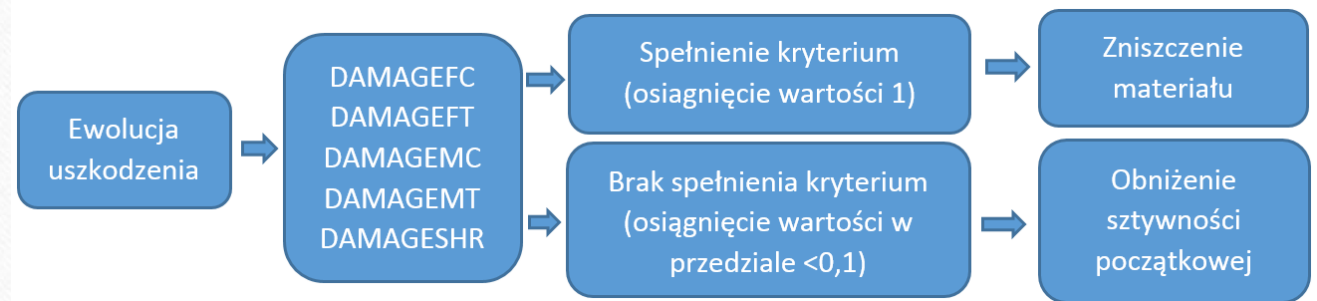 Ewolucja
uszkodzenia
DAMAGEFC
DAMAGEFT
DAMAGEMC
DAMAGEMT
DAMAGESHR
Spełnienie kryterium
(osiagnięcie wartości 1)
Zniszczenie
materiału
Brak spełnienia kryterium
(osiągnięcie wartości w
przedziale <0,1)
Obniżenie
sztywności
początkowej